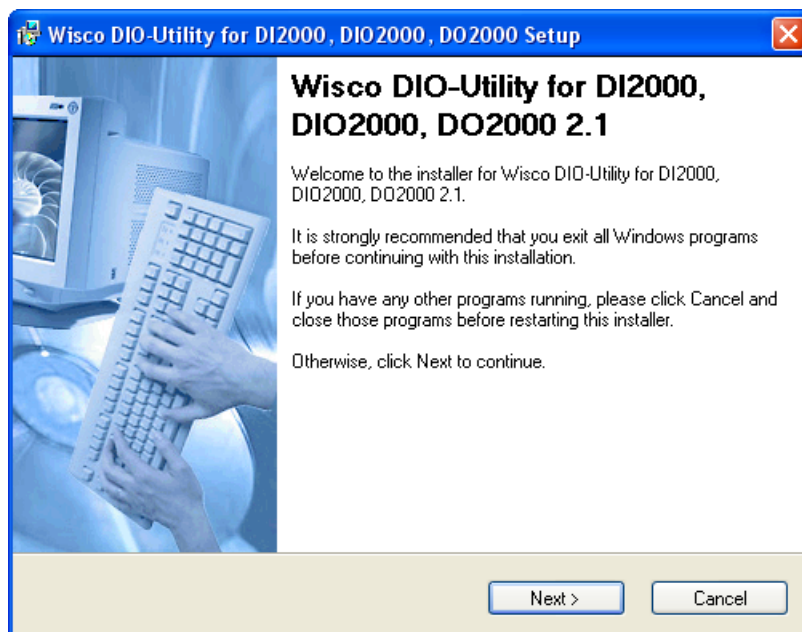 Wisco DIO-Utility for DI2000, DIO2000, DO2000 Setup
Wisco DIO-Utility for DI2000,
DIO2000, DO2000 2.1
Welcome to the installer for Wisco DIO-Utility for DI2000,
DIO2000, DO2000 2.1.
It is strongly recommended that you exit all Windows programs
before continuing with this installation.
If you have any other programs running, please click Cancel and
close those programs before restarting this installer.
Otherwise, click Next to continue.
Next >
Cancel